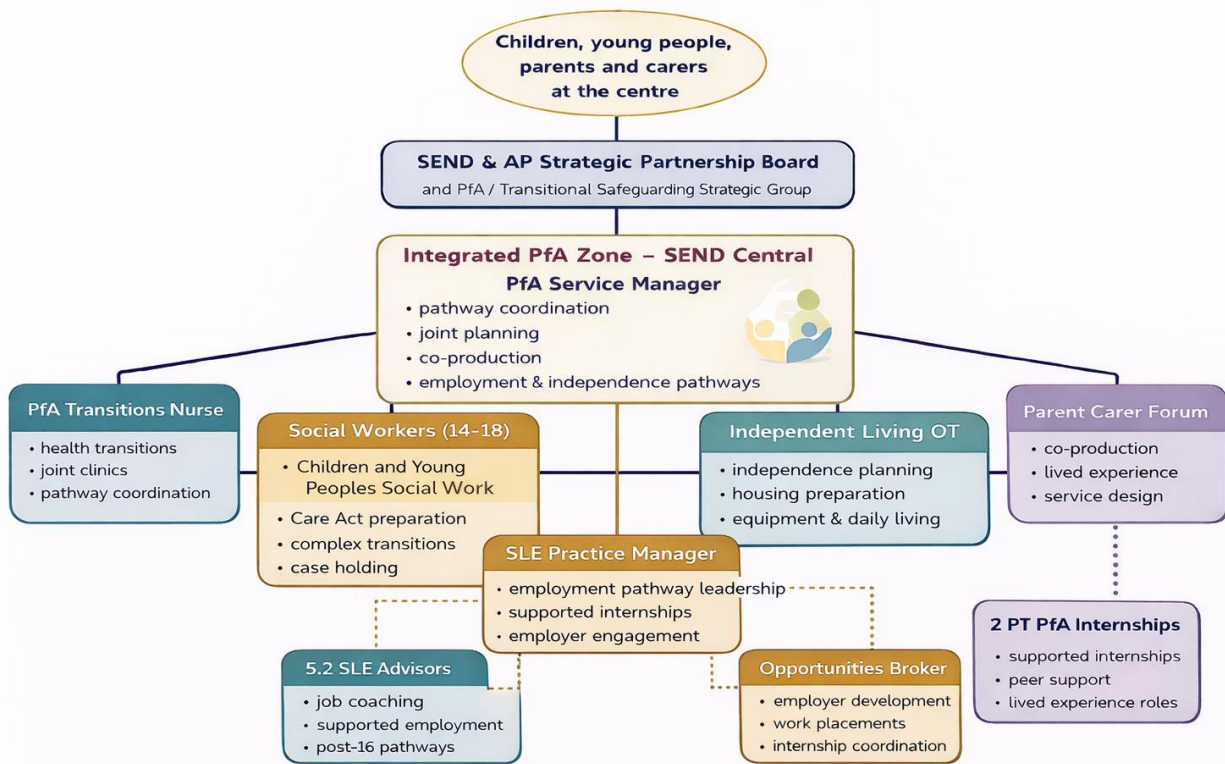 Children, young people,
parents and carers
at the centre
SEND & AP Strategic Partnership Board
and PfA / Transitional Safeguarding Strategic Group
Integrated PfA Zone – SEND Central
PfA Service Manager
• pathway coordination
• joint planning
• co-production
• employment & independence pathways
PfA Transitions Nurse
• health transitions
• joint clinics
• pathway coordination
Social Workers (14-18)
• Children and Young
Peoples Social Work
• Care Act preparation
• complex transitions
• case holding
Independent Living OT
• independence planning
• housing preparation
• equipment & daily living
Parent Carer Forum
• co-production
• lived experience
• service design
SLE Practice Manager
• employment pathway leadership
• supported internships
• employer engagement
5.2 SLE Advisors
• job coaching
• supported employment
• post-16 pathways
Opportunities Broker
• employer development
• work placements
• internship coordination
2 PT PfA Internships
• supported internships
• peer support
• lived experience roles